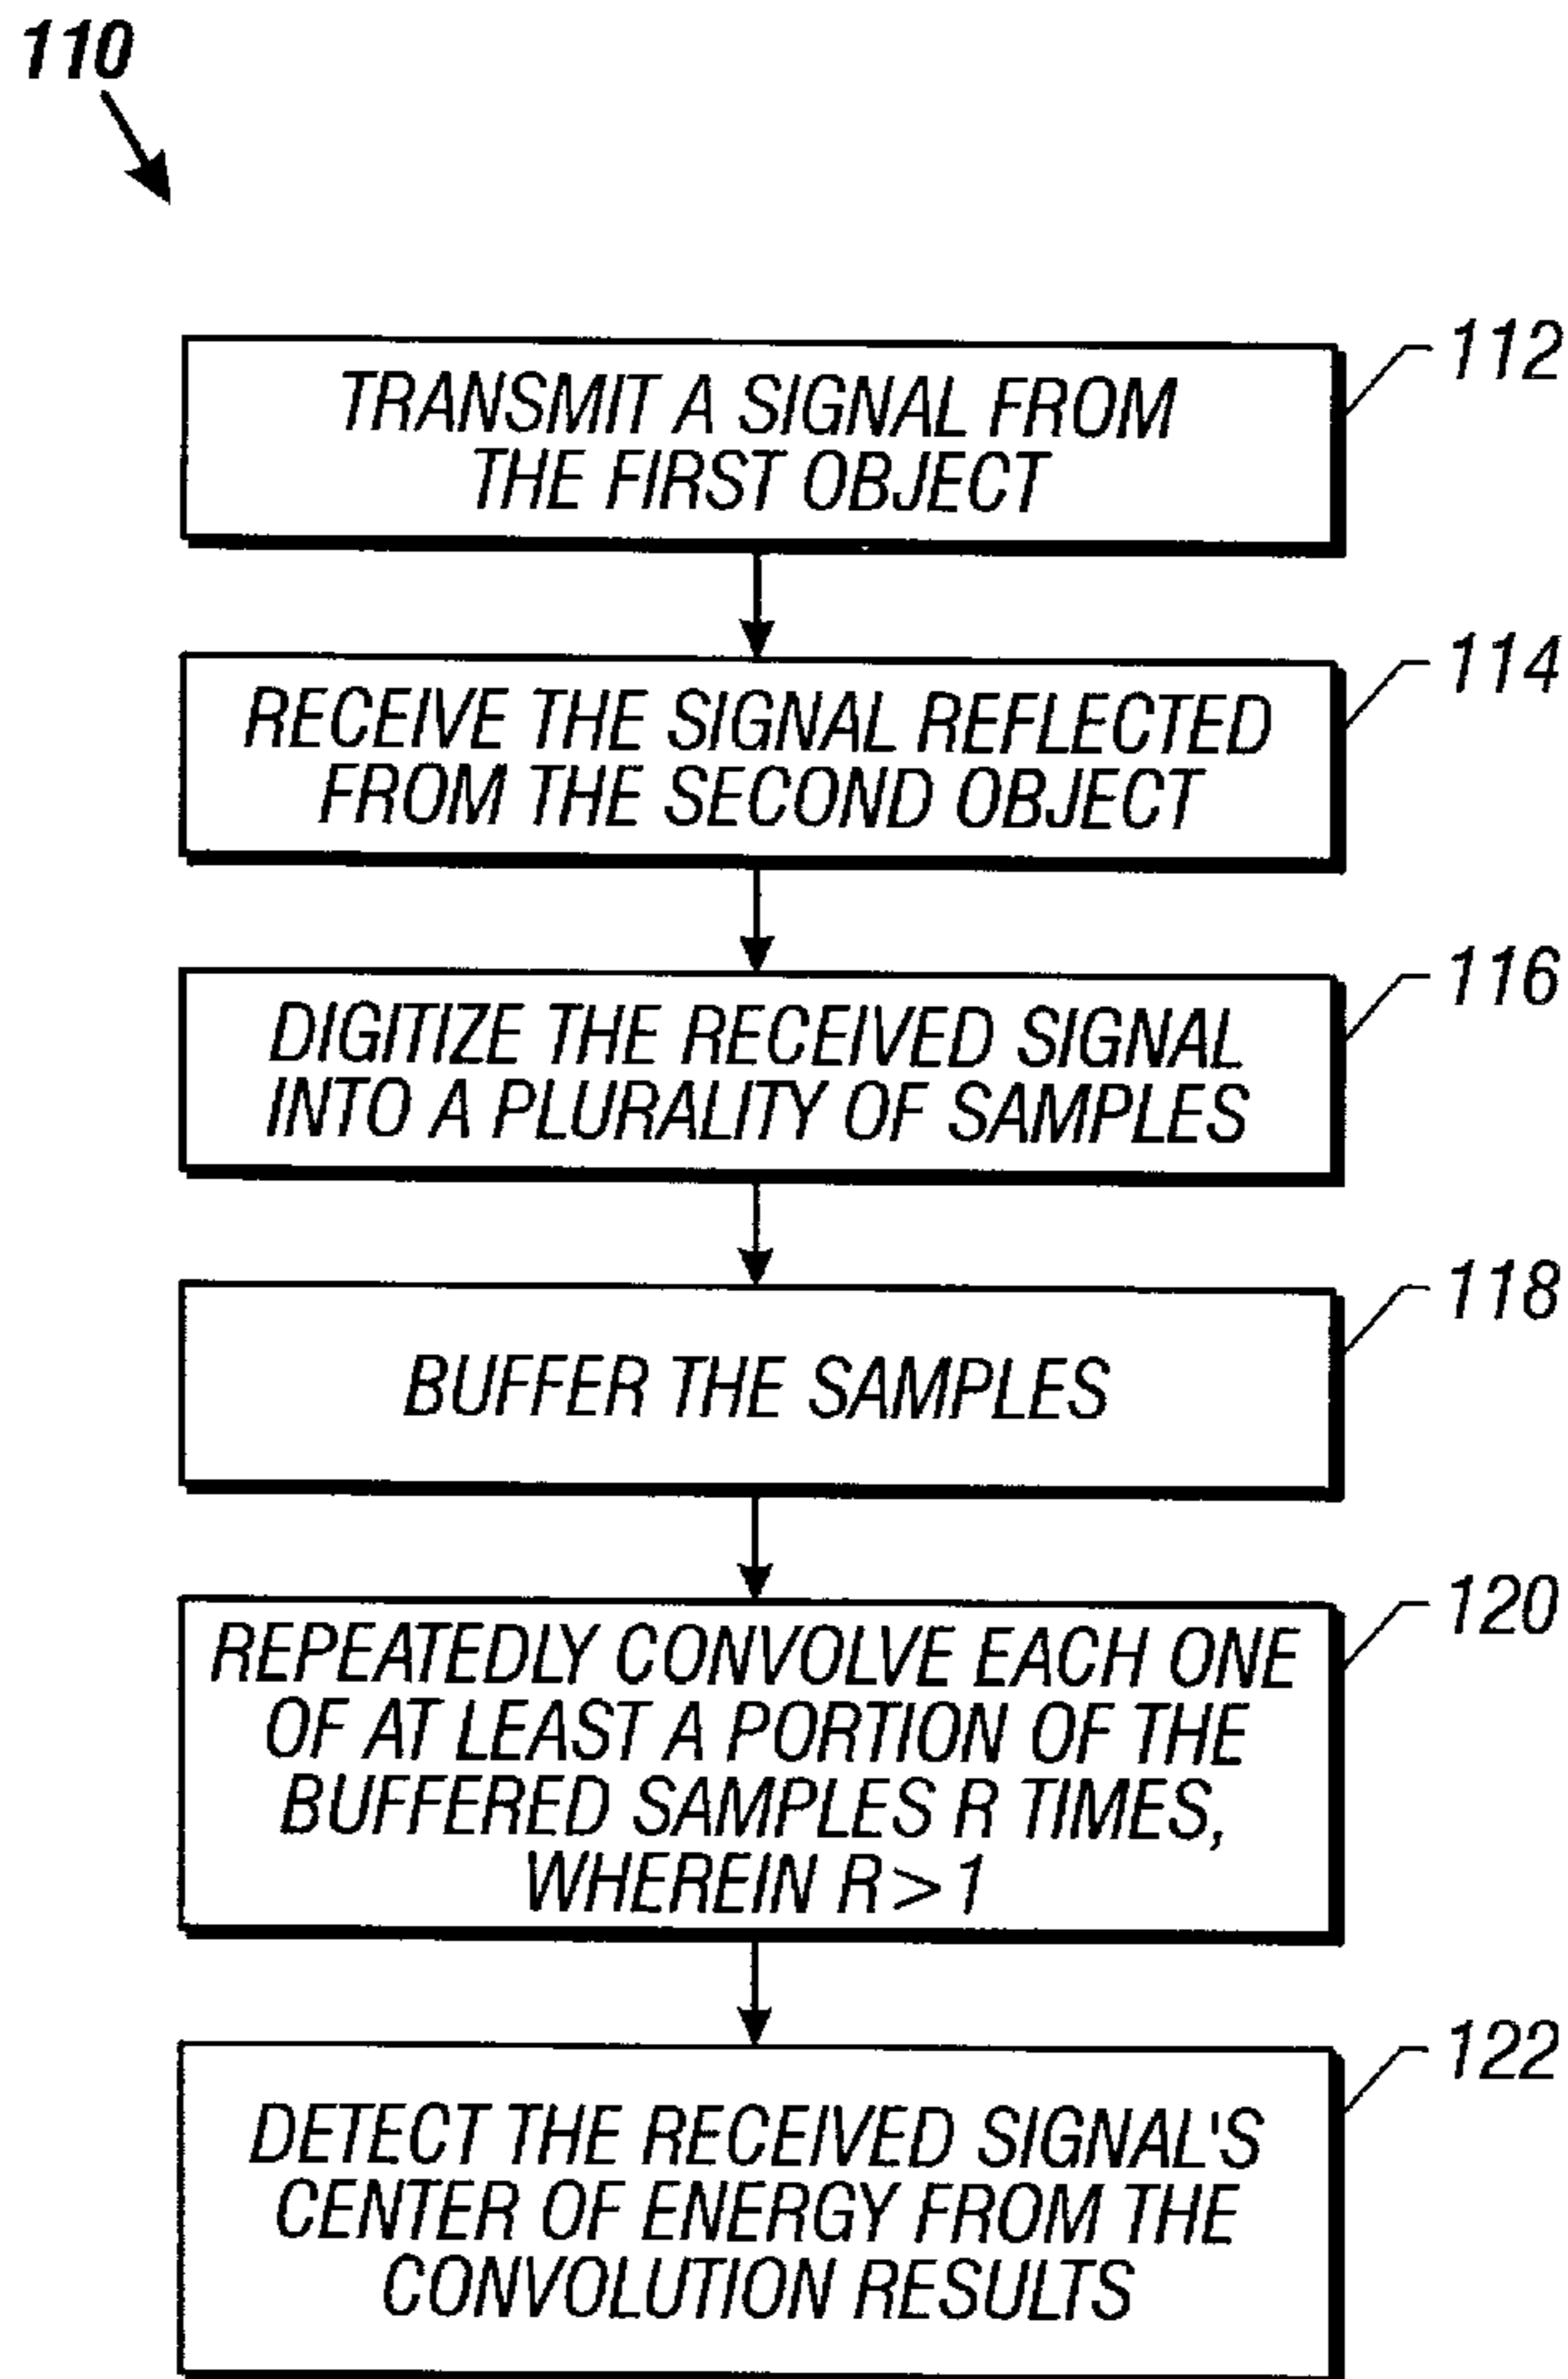 110
112
TRANSMIT A SIGNAL FROM
THE FIRST OBJECT
114
RECEIVE THE SIGNAL REFLECTED
FROM THE SECOND OBJECT
116
DIGITIZE THE RECEIVED SIGNAL
INTO A PLURALITY OF SAMPLES
118
BUFFER THE SAMPLES
120
REPEATEDLY CONVOLVE EACH ONE
OF AT LEAST A PORTION OF THE
BUFFERED SAMPLES R TIMES,
WHEREIN R > 1
122
DETECT THE RECEIVED SIGNAL'S
CENTER OF ENERGY FROM THE
CONVOLUTION RESULTS